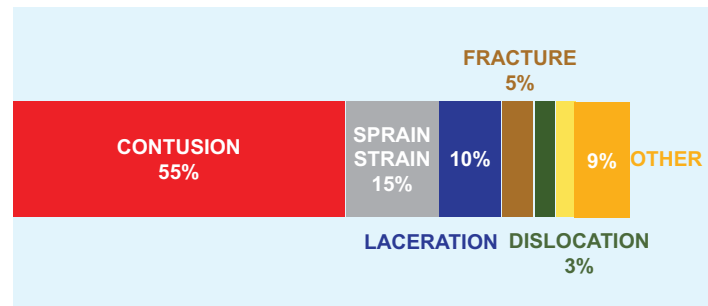 FRACTURE
5%
CONTUSION
55%
SPRAIN
STRAIN
15%
10%
9%
OTHER
LACERATION
DISLOCATION
3%